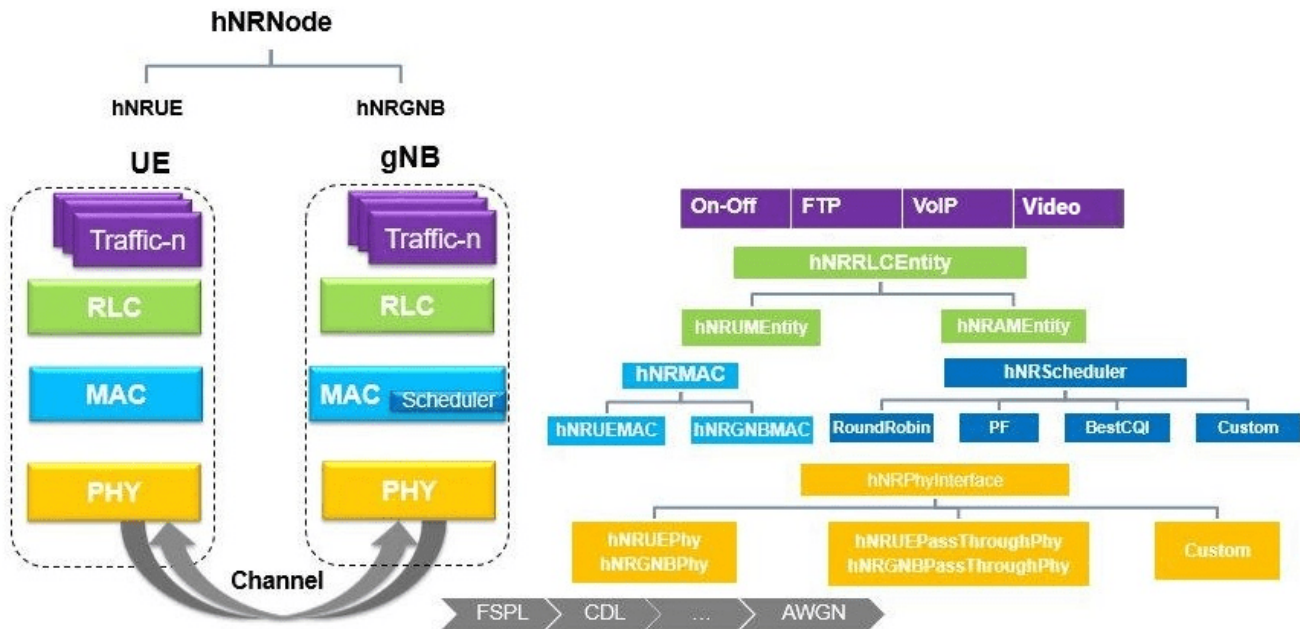 hNRNode
hNRUE
hNRGNB
UE
gNB
Traffic-n
RLC
MAC
PHY
Traffic-n
RLC
MAC
Scheduler
PHY
Channel
On-Off
FTP
VoIP
Video
hNRRLCEntity
hNRUMEntity
hNRAMEntity
hNRMAC
hNRUEMAC
hNRGNBMAC
hNRScheduler
RoundRobin
PF
BestCQI
Custom
hNRPhyInterface
hNRUEPhy
hNRGNBPhy
hNRUEPassThroughPhy
hNRGNBPassThroughPhy
Custom
FSPL
CDL
...
AWGN